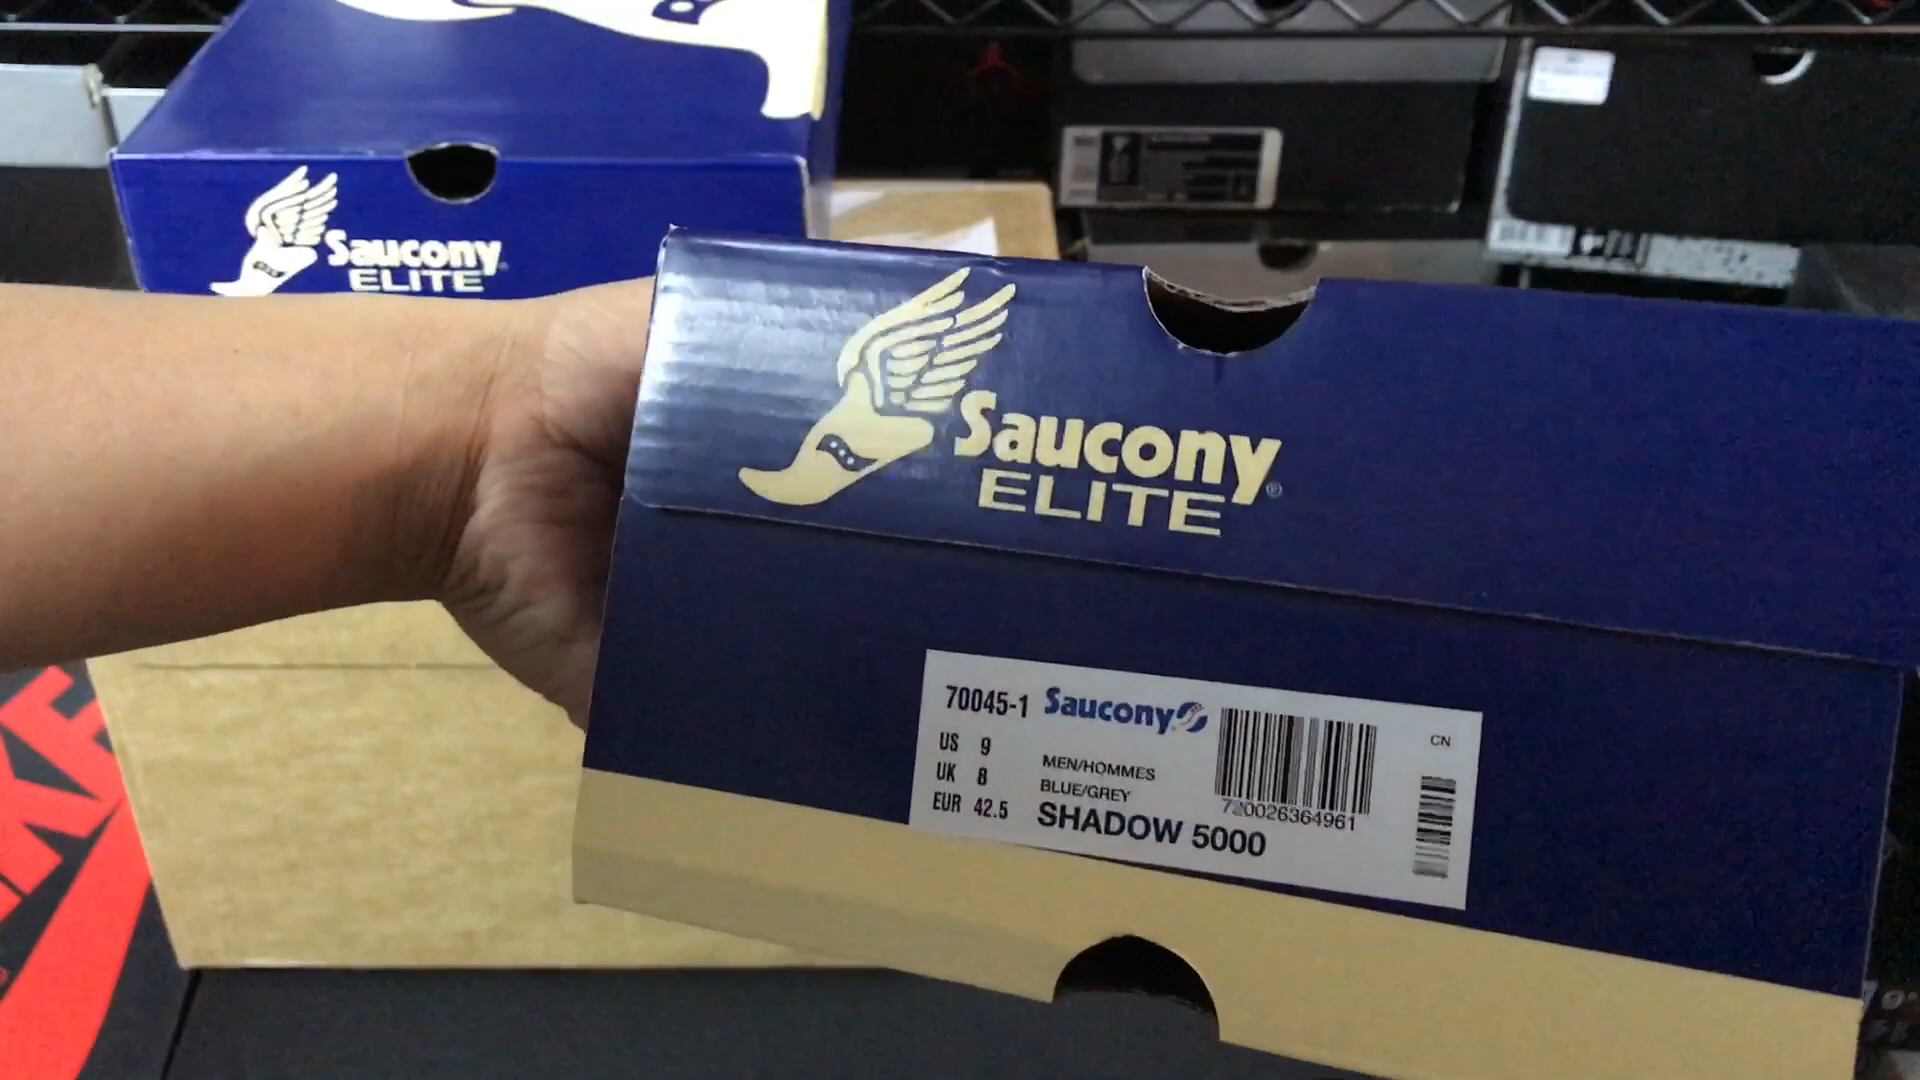 Saucony
ELITE
Saucony®
ELITE
70045-1 Saucony
US 9
UK 8
EUR 42.5
MEN/HOMMES
BLUE/GREY
SHADOW 5000
720026364961
CN